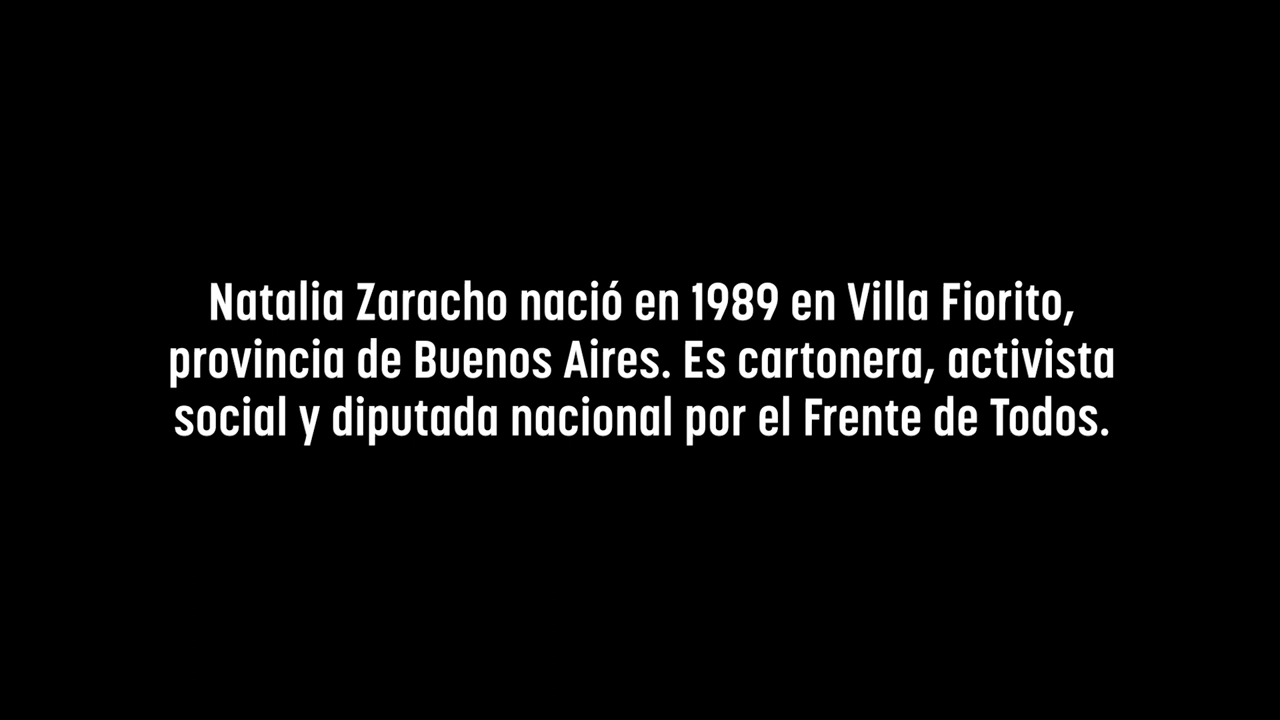 Natalia Zaracho nació en 1989 en Villa Fiorito,
provincia de Buenos Aires. Es cartonera, activista
social y diputada nacional por el Frente de Todos.